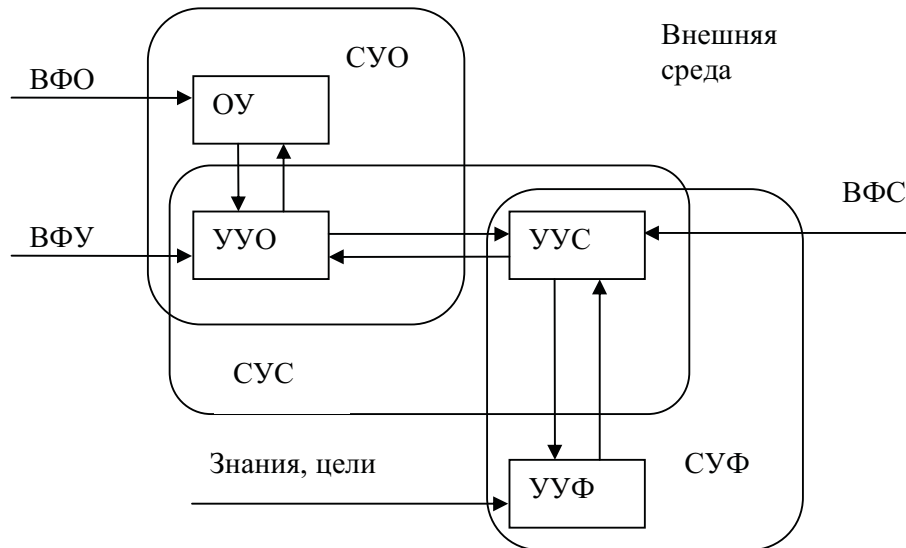 СУО
Внешняя
среда
ВФО
ОУ
ВФС
ВФУ
УУО
УУС
СУС
Знания, цели
СУФ
УУФ